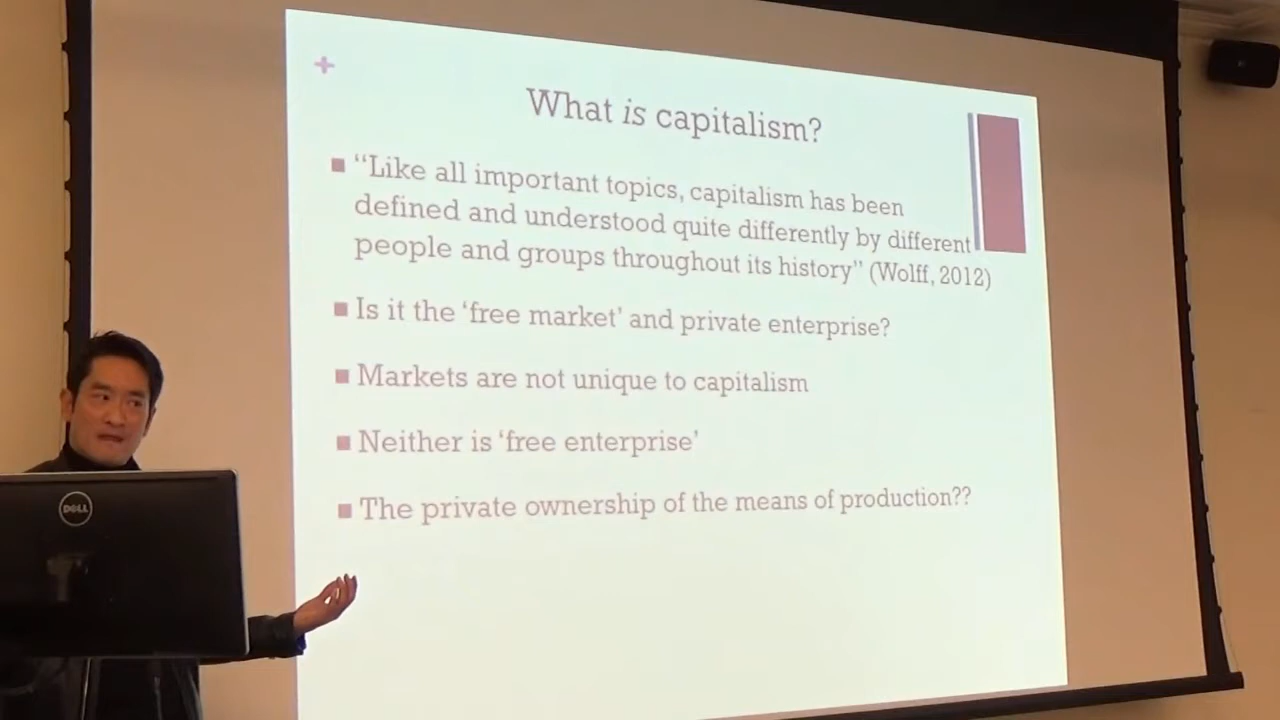 +
What is capitalism?
■ “Like all important topics, capitalism has been
defined and understood quite differently by different
people and groups throughout its history” (Wolff, 2012)
■ Is it the ‘free market’ and private enterprise?
■ Markets are not unique to capitalism
■ Neither is ‘free enterprise’
■ The private ownership of the means of production??
DELL